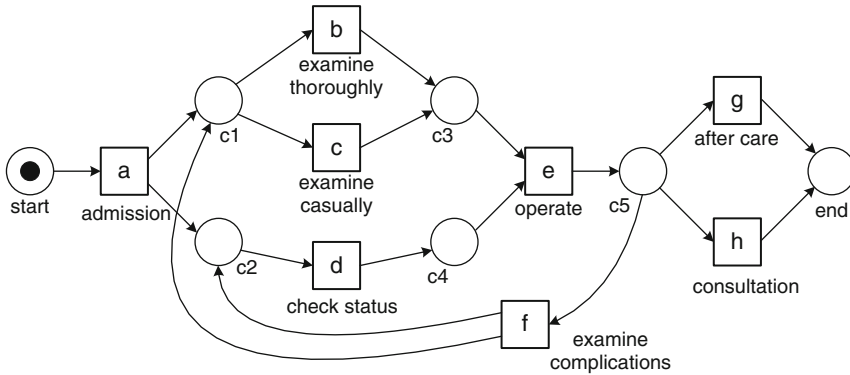 b
examine
thoroughly
c1
c3
c
examine
casually
start
a
admission
e
operate
c5
g
after care
end
h
consultation
c2
d
check status
c4
f
examine
complications